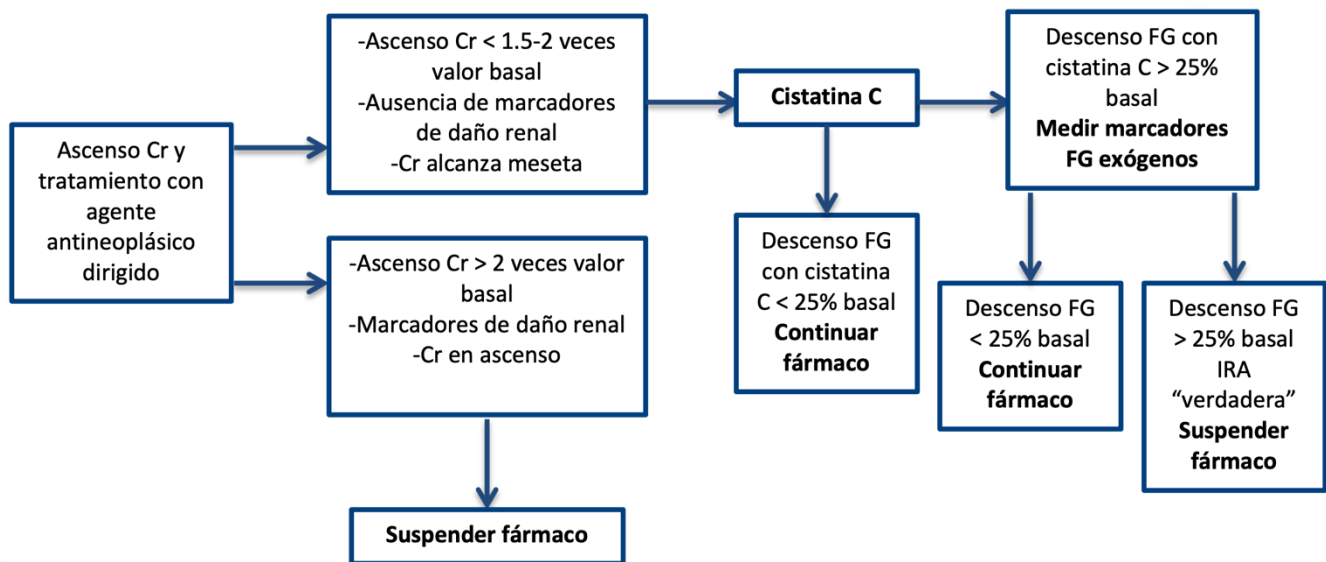 Ascenso Cr y
tratamiento con
agente
antineoplásico
dirigido
-Ascenso Cr < 1.5-2 veces
valor basal
-Ausencia de marcadores
de daño renal
-Cr alcanza meseta
-Ascenso Cr > 2 veces valor
basal
-Marcadores de daño renal
-Cr en ascenso
Suspender fármaco
Cistatina C
Descenso FG
con cistatina
C < 25% basal
Continuar
fármaco
Descenso FG con
cistatina C > 25%
basal
Medir marcadores
FG exógenos
Descenso FG
< 25% basal
Continuar
fármaco
Descenso FG
> 25% basal
IRA
“verdadera”
Suspender
fármaco